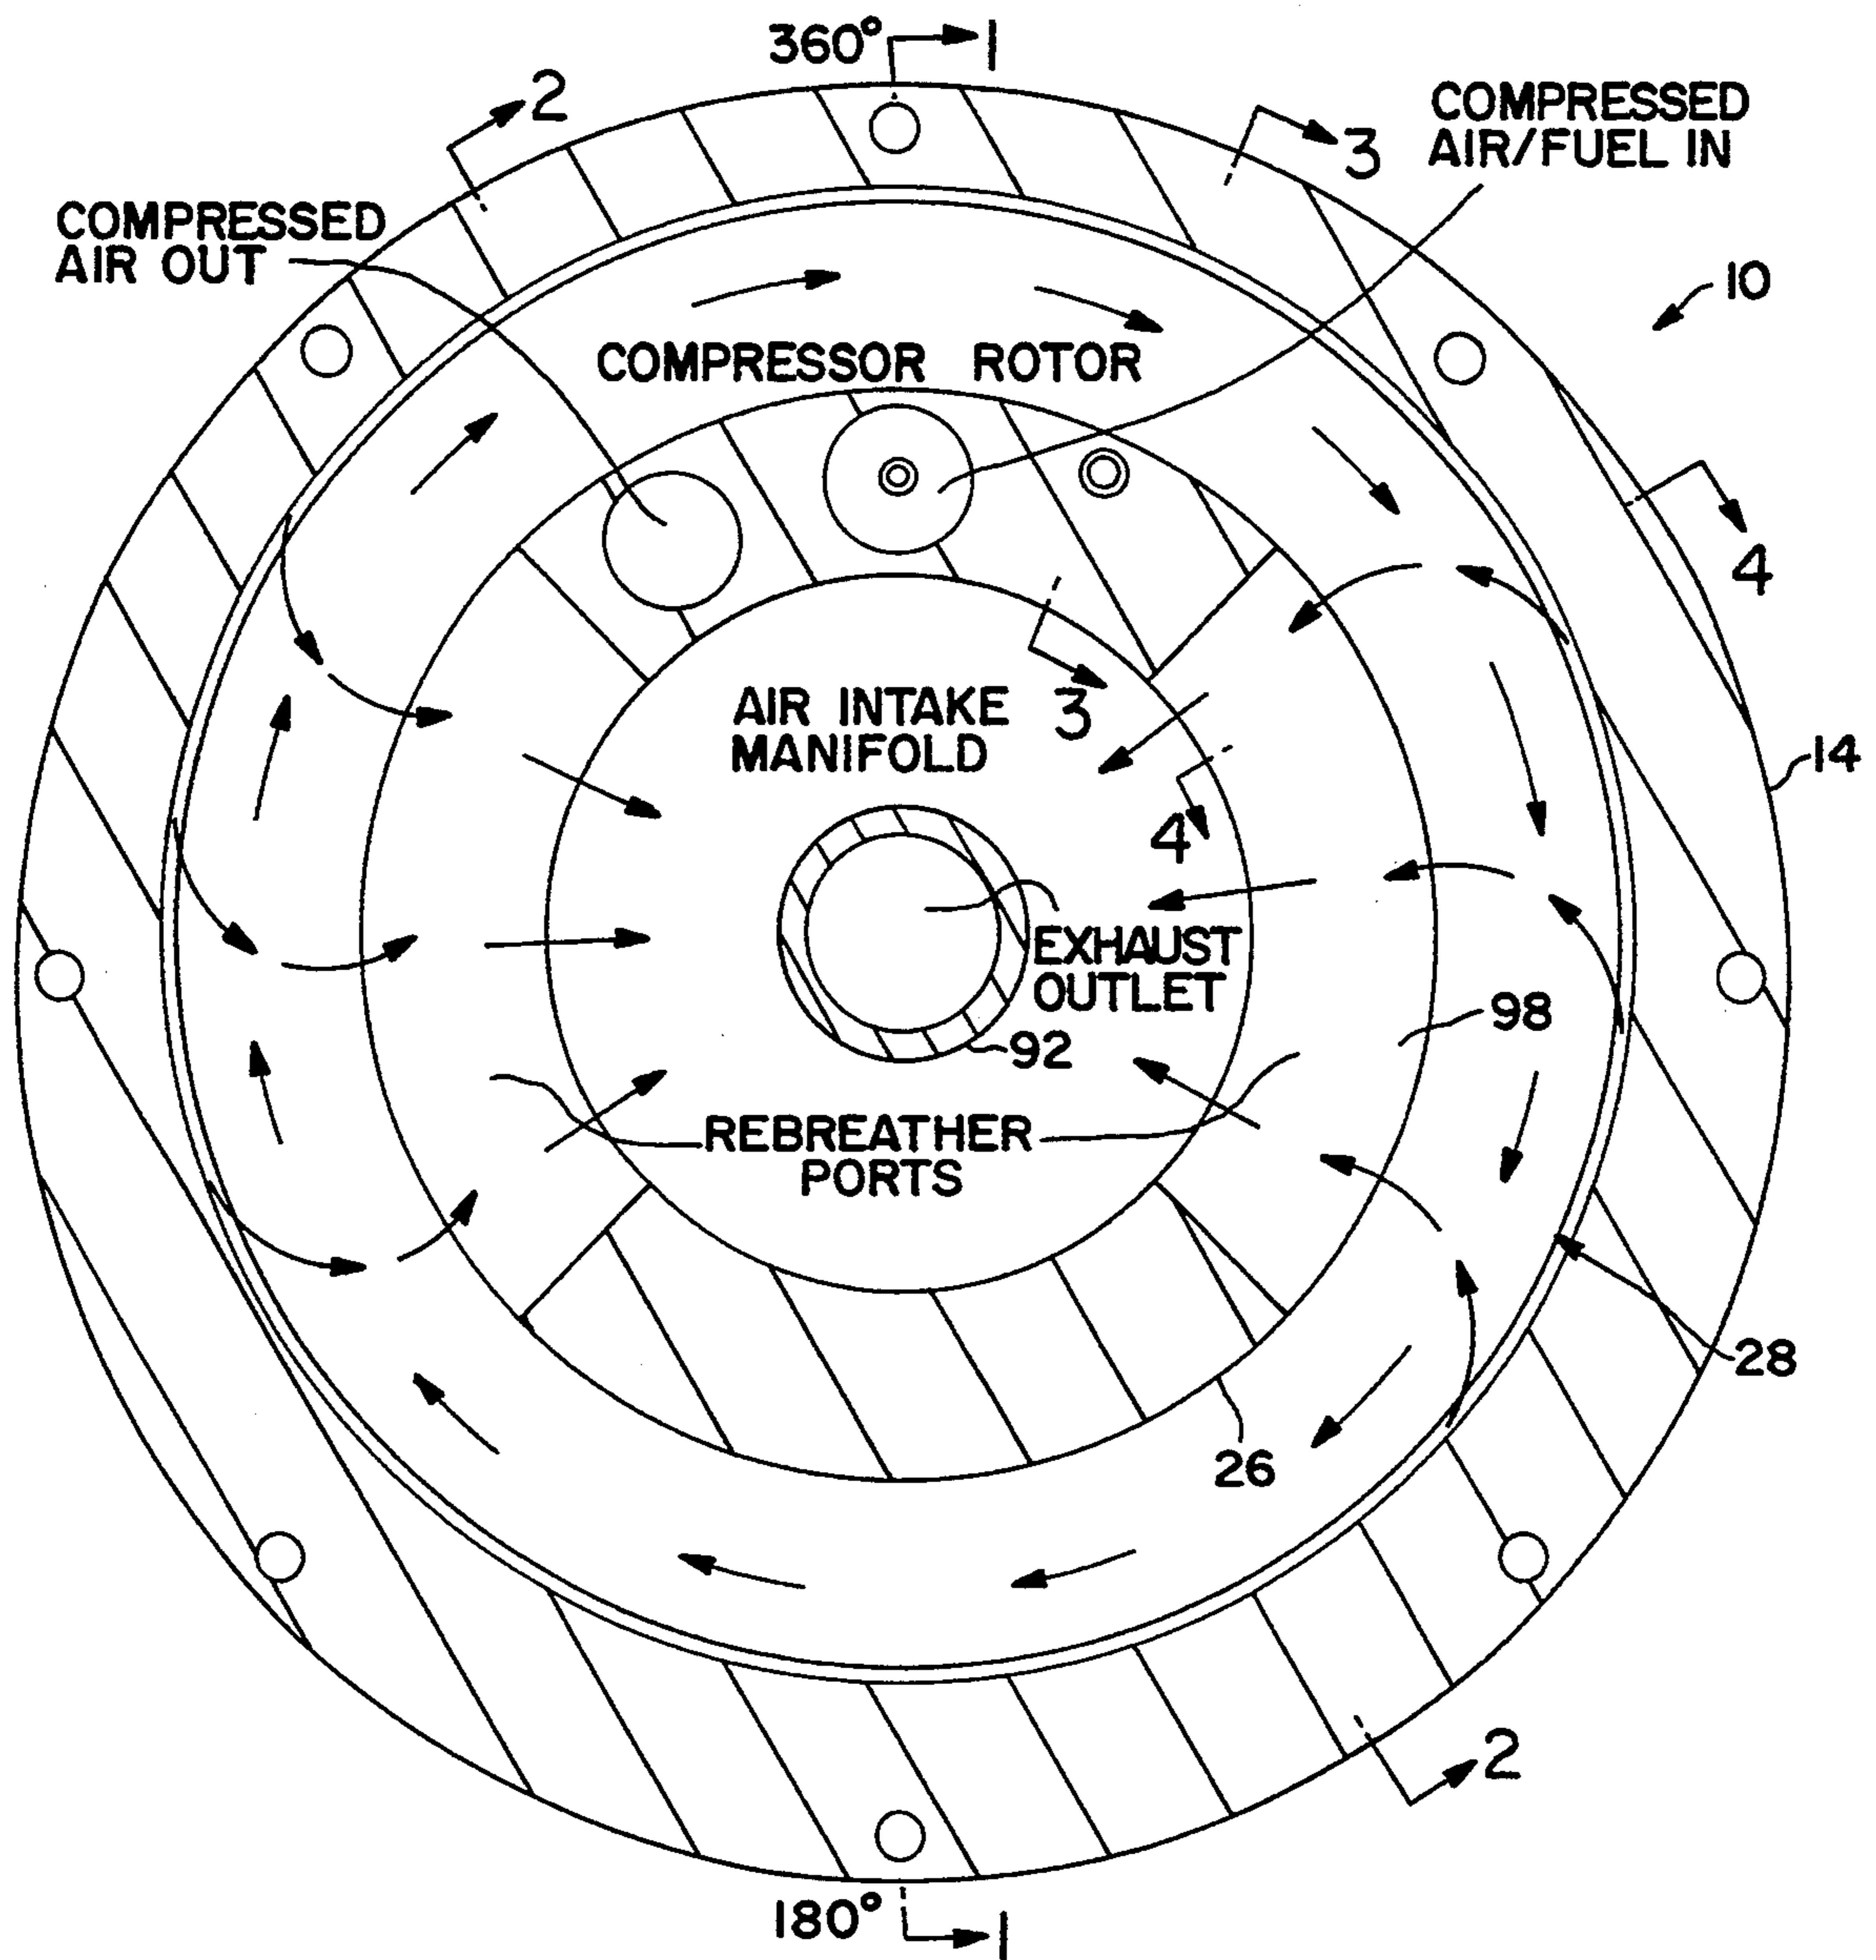 360°
1
2
COMPRESSED
AIR/FUEL IN
3
COMPRESSED
AIR OUT
10
COMPRESSOR ROTOR
4
AIR INTAKE
MANIFOLD
3
14
4
EXHAUST
OUTLET
98
92
REBREATHER
PORTS
28
26
2
180°
1